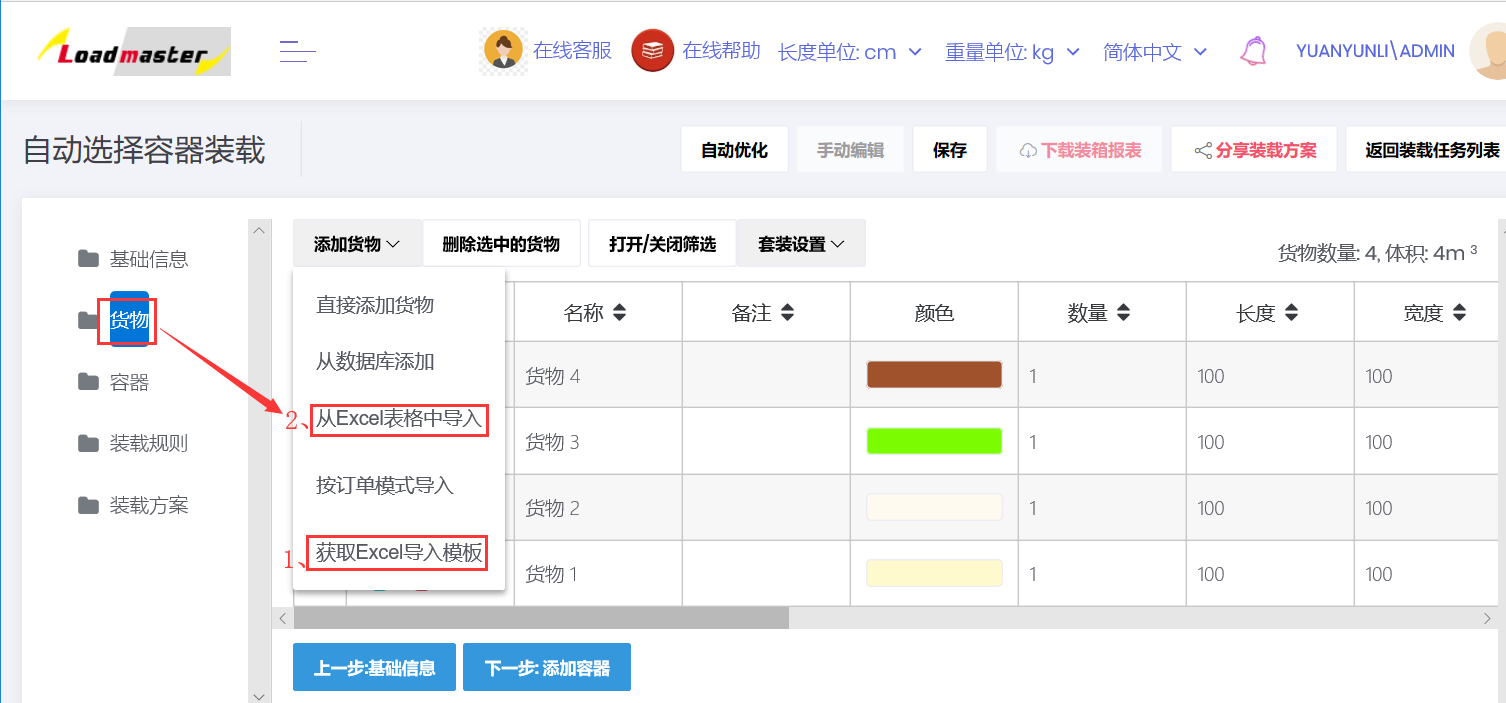 Loadmaster
在线客服 在线帮助 长度单位: cm 重量单位: kg 简体中文 YUANYUNLI\ADMIN
自动选择容器装载
自动优化 手动编辑 保存 下载装箱报表 分享装载方案 返回装载任务列表
基础信息
货物
容器
装载规则
装载方案
添加货物 删除选中的货物 打开/关闭筛选 套装设置
货物数量: 4, 体积: 4m ³
直接添加货物
从数据库添加
2、从Excel表格中导入
按订单模式导入
1、获取Excel导入模板
名称 备注 颜色 数量 长度 宽度
货物 4 1 100 100
货物 3 1 100 100
货物 2 1 100 100
货物 1 1 100 100
上一步:基础信息 下一步: 添加容器